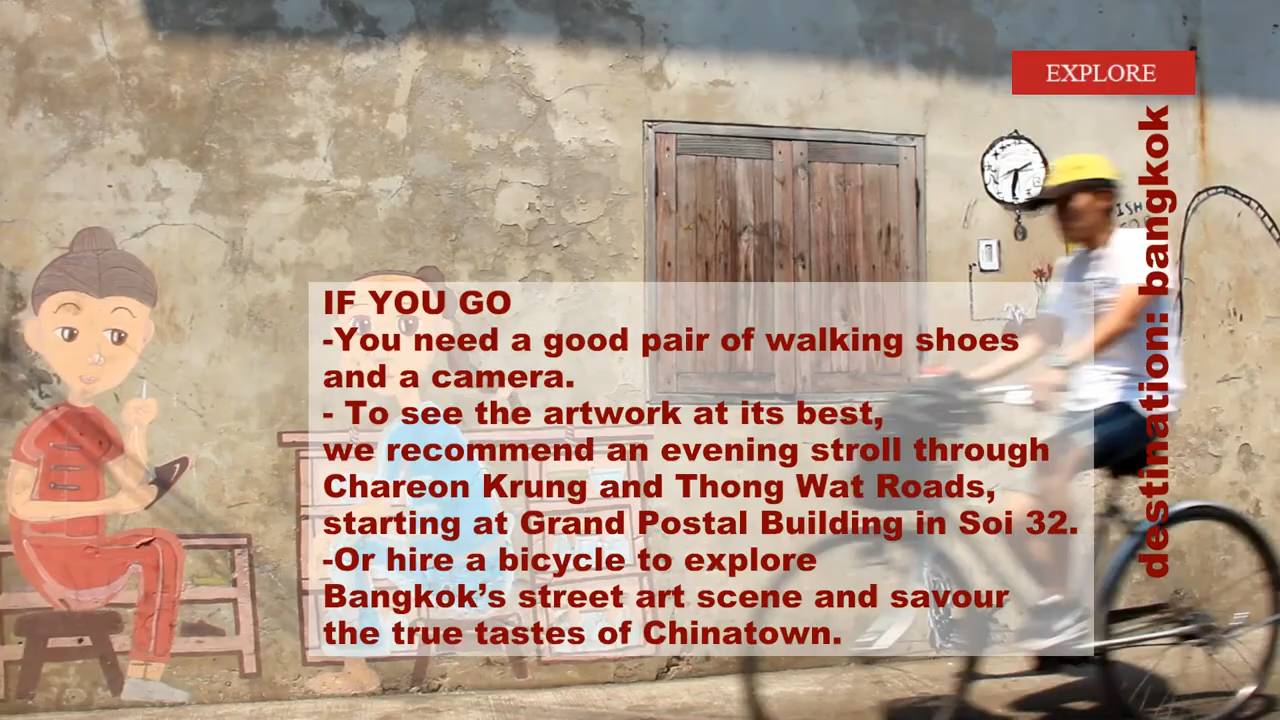 EXPLORE
destination: bangkok
IF YOU GO
-You need a good pair of walking shoes
and a camera.
- To see the artwork at its best,
we recommend an evening stroll through
Chareon Krung and Thong Wat Roads,
starting at Grand Postal Building in Soi 32.
-Or hire a bicycle to explore
Bangkok’s street art scene and savour
the true tastes of Chinatown.